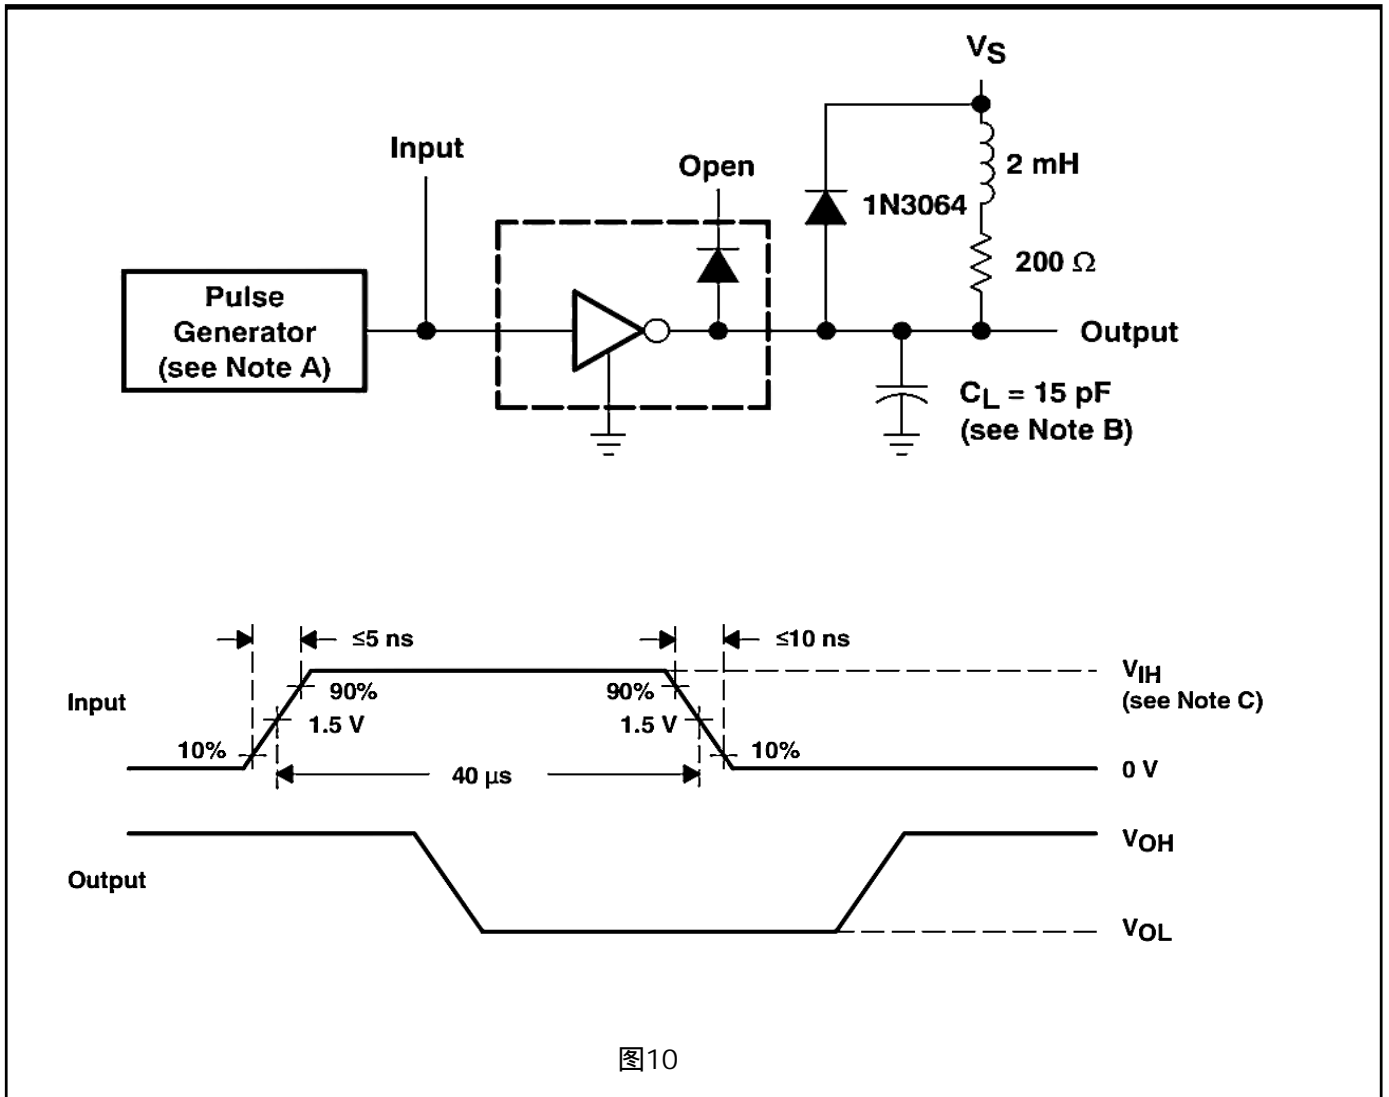 VS
Input
Open
2 mH
1N3064
200 Ω
Pulse
Generator
(see Note A)
Output
CL = 15 pF
(see Note B)
≤5 ns
≤10 ns
Input
90%
90%
VIH
(see Note C)
1.5 V
1.5 V
10%
10%
40 µs
0 V
Output
VOH
VOL
图10